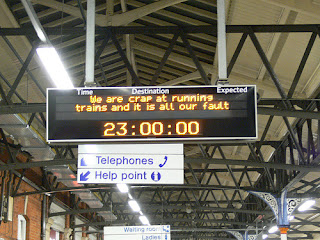 Time Destination Expected
We are crap at running
trains and it is all our fault
23:00:00
Telephones
Help point
Waiting room
Ladies